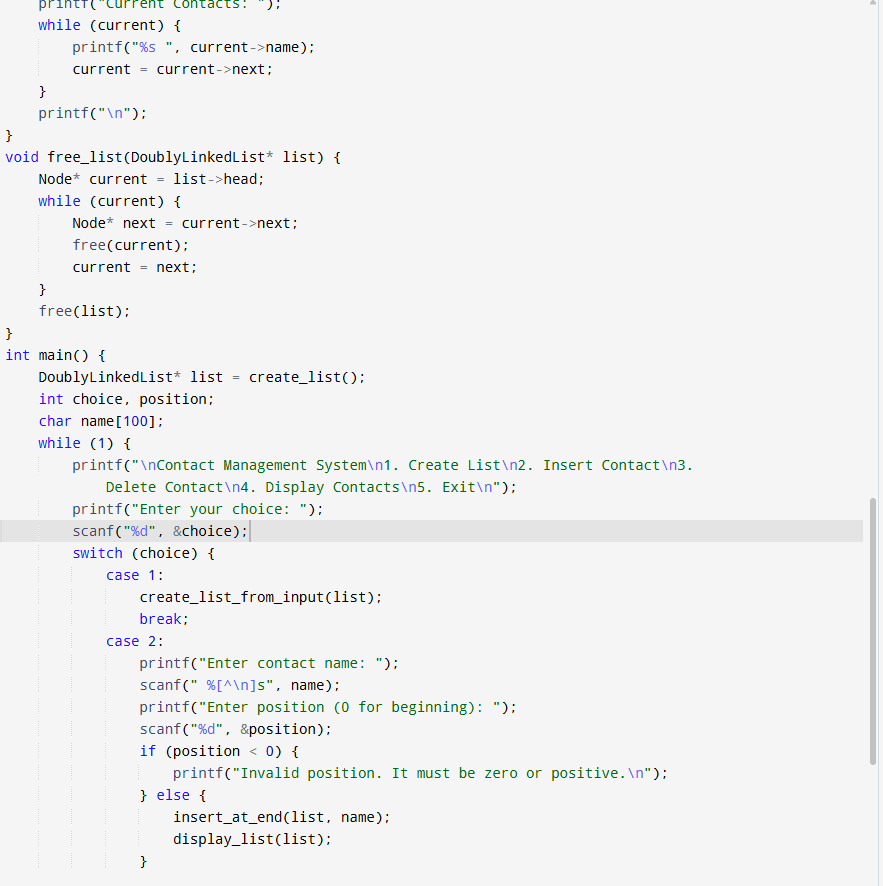 printf("Current Contacts: ");
while (current) {
printf("%s ", current->name);
current = current->next;
}
printf("\n");
}
void free_list(DoublyLinkedList* list) {
Node* current = list->head;
while (current) {
Node* next = current->next;
free(current);
current = next;
}
free(list);
}
int main() {
DoublyLinkedList* list = create_list();
int choice, position;
char name[100];
while (1) {
printf("\nContact Management System\n1. Create List\n2. Insert Contact\n3.
Delete Contact\n4. Display Contacts\n5. Exit\n");
printf("Enter your choice: ");
scanf("%d", &choice);
switch (choice) {
case 1:
create_list_from_input(list);
break;
case 2:
printf("Enter contact name: ");
scanf(" %[^\n]s", name);
printf("Enter position (0 for beginning): ");
scanf("%d", &position);
if (position < 0) {
printf("Invalid position. It must be zero or positive.\n");
} else {
insert_at_end(list, name);
display_list(list);
}